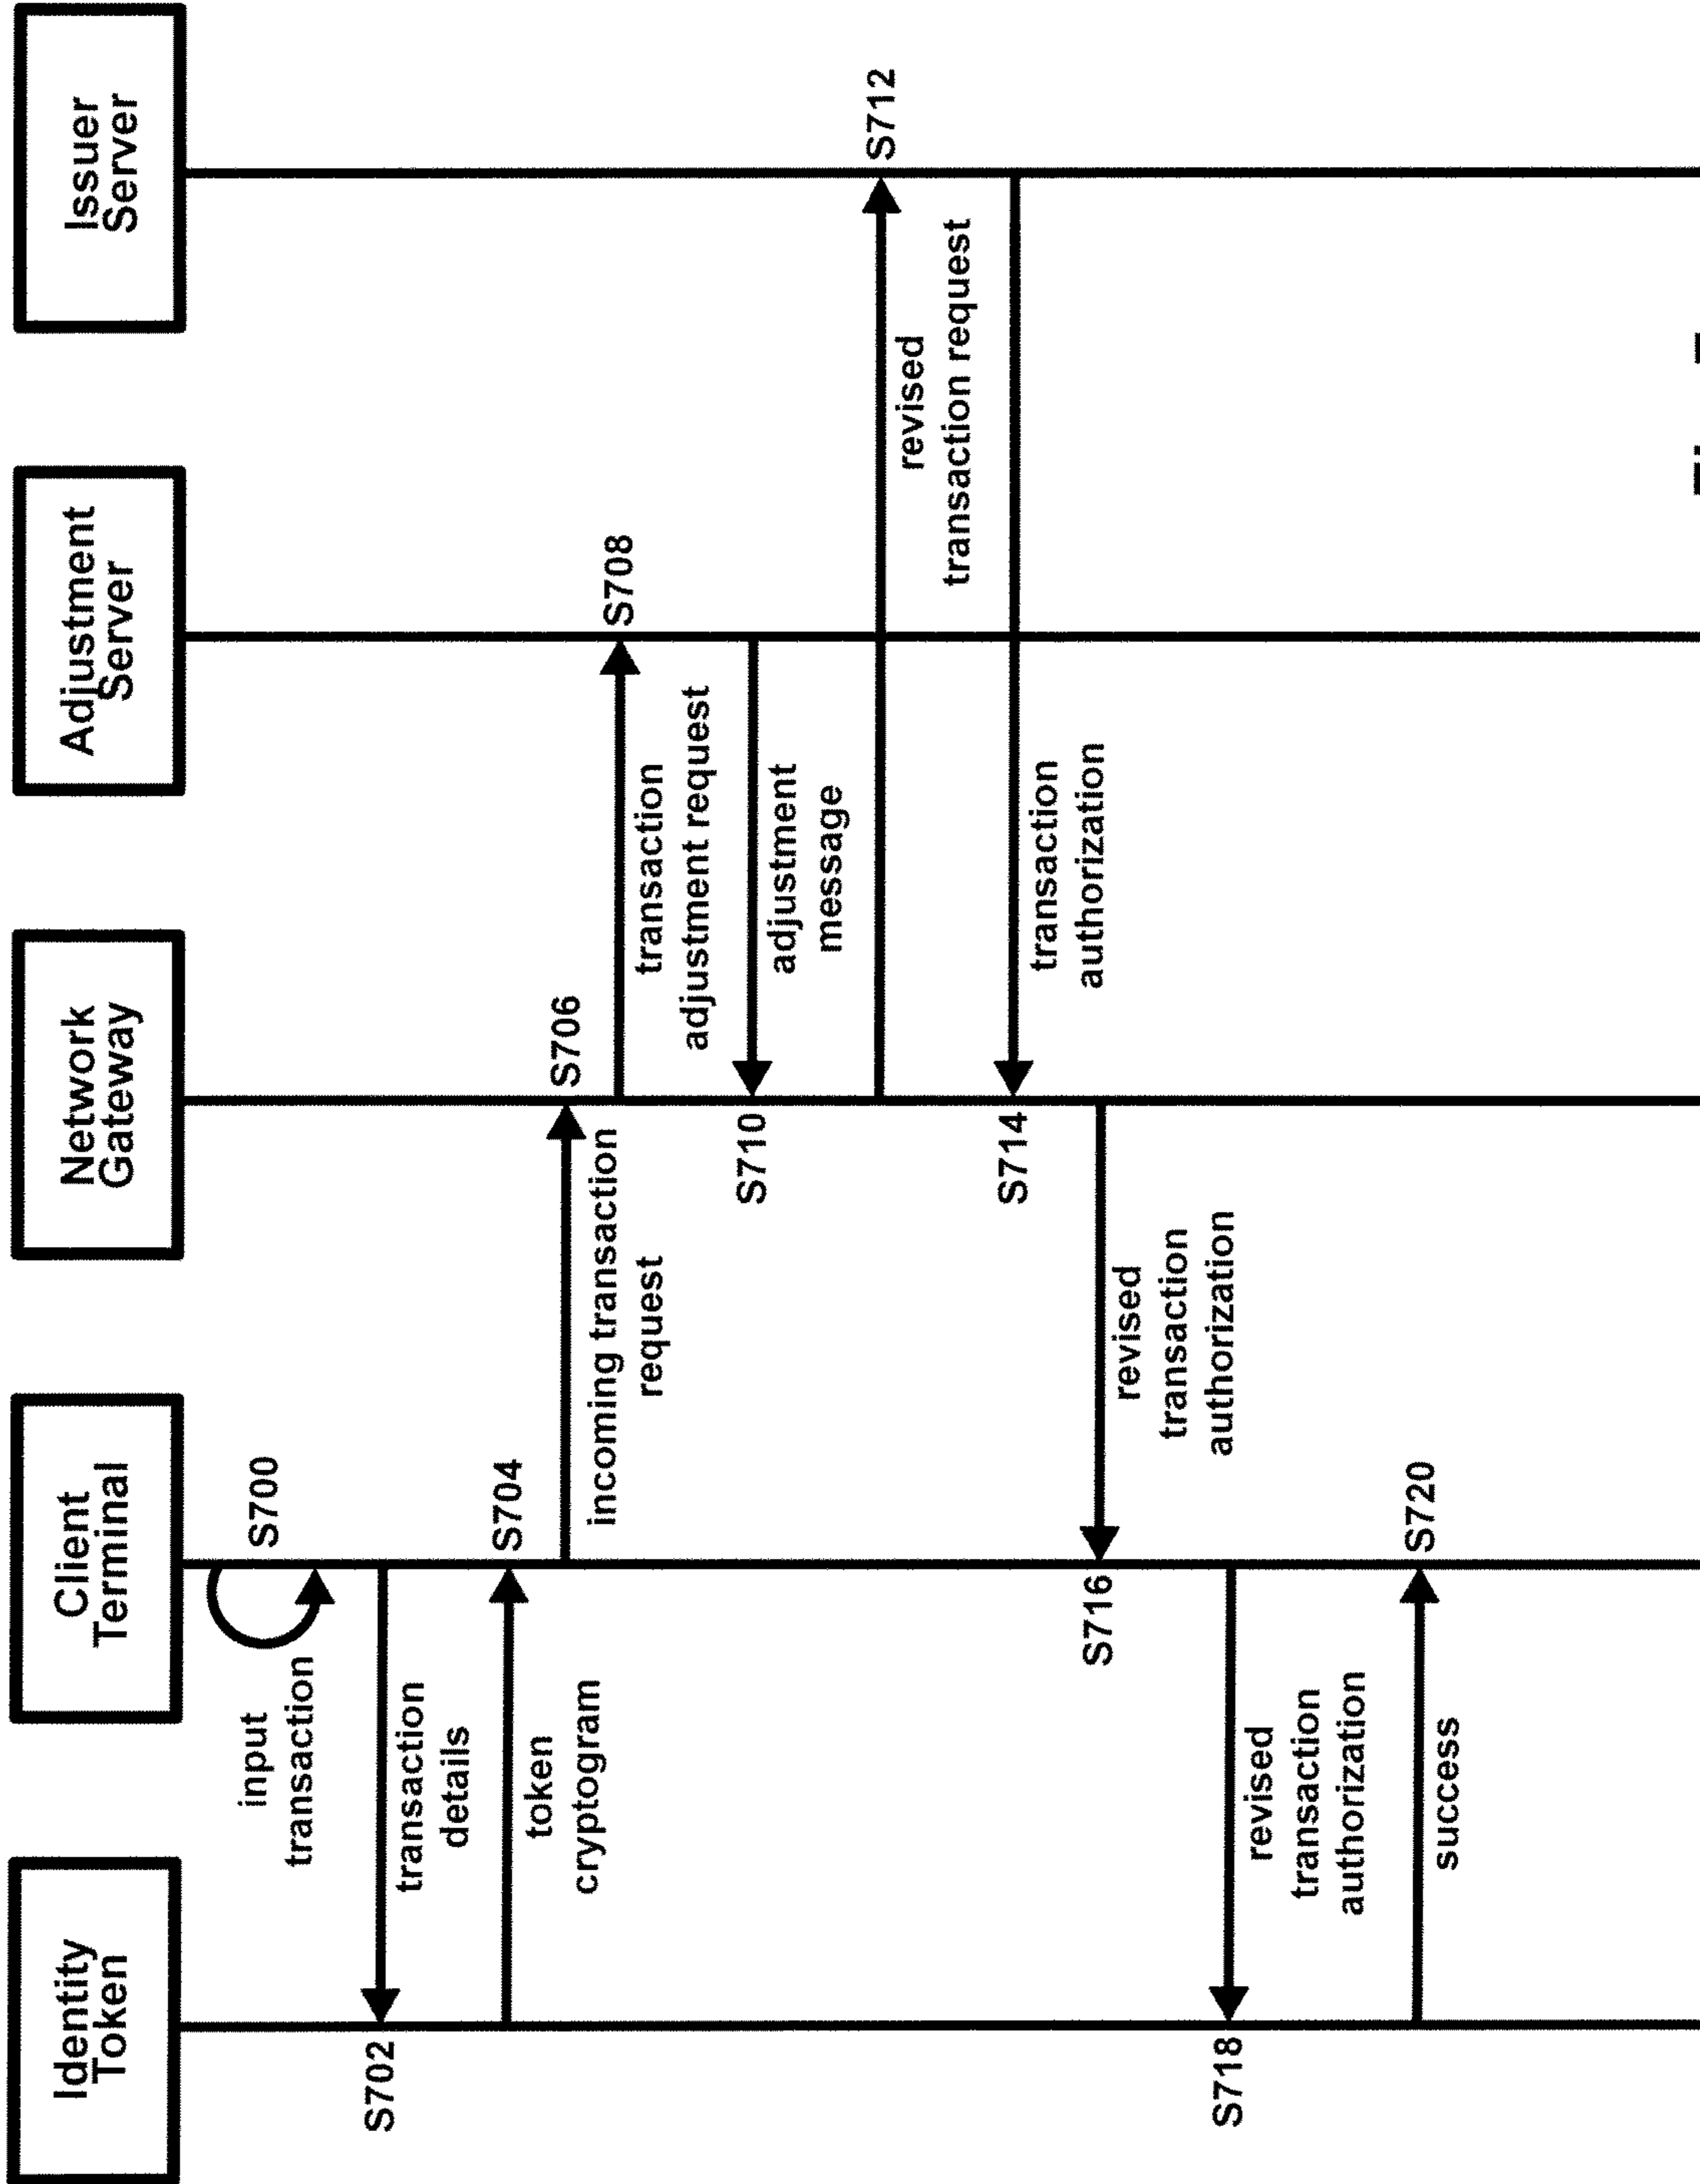 Identity
Token
Client
Terminal
Network
Gateway
Adjustment
Server
Issuer
Server
S700
input
transaction
S702
transaction
details
S704
token
cryptogram
S706
incoming transaction
request
S708
transaction
adjustment request
S710
adjustment
message
S712
revised
transaction request
S714
transaction
authorization
S716
revised
transaction
authorization
S718
revised
transaction
authorization
S720
success